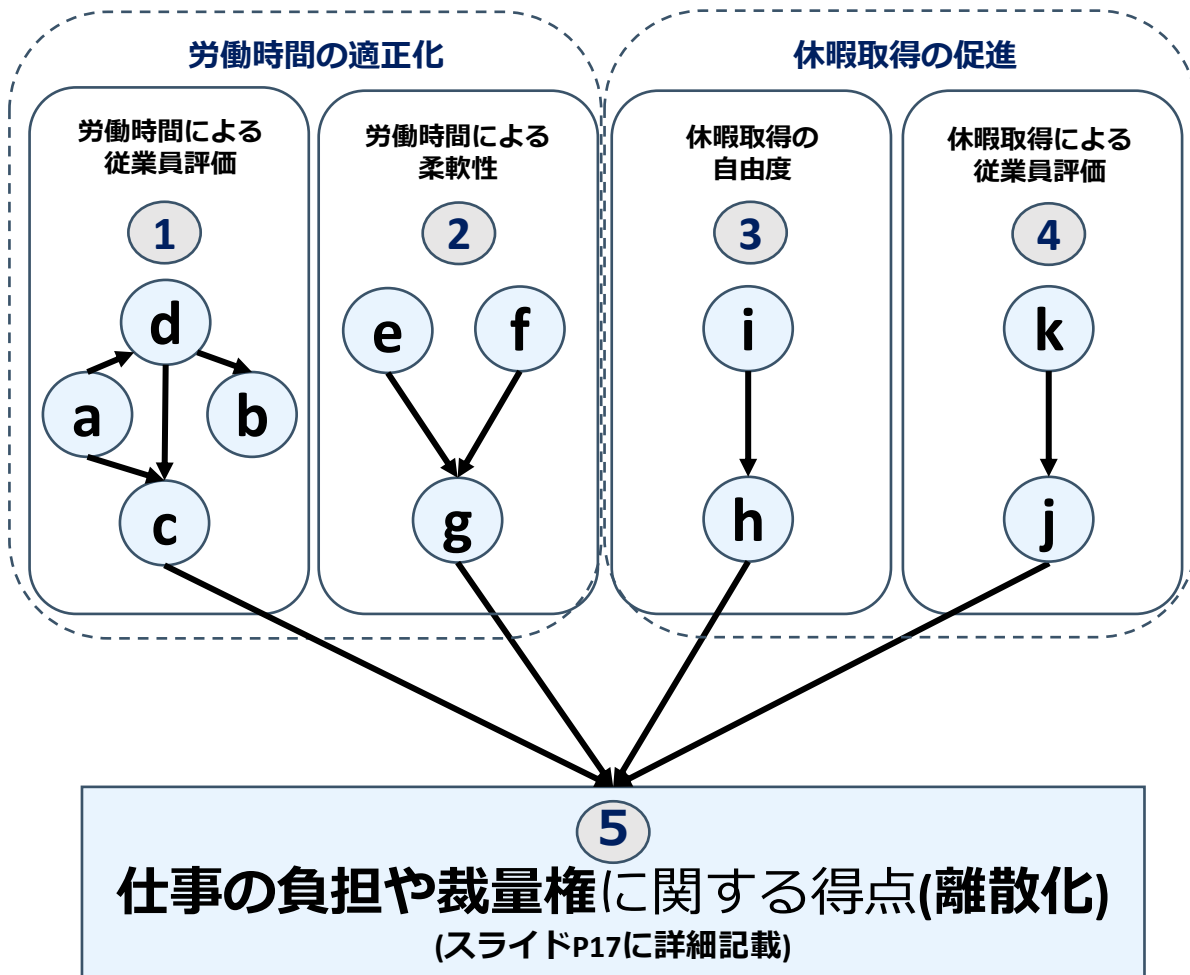 労働時間の適正化
休暇取得の促進
労働時間による
従業員評価
労働時間による
柔軟性
休暇取得の
自由度
休暇取得による
従業員評価
1
2
3
4
d
e
f
i
k
a
b
c
g
h
j
5
仕事の負担や裁量権に関する得点(離散化)
(スライドP17に詳細記載)